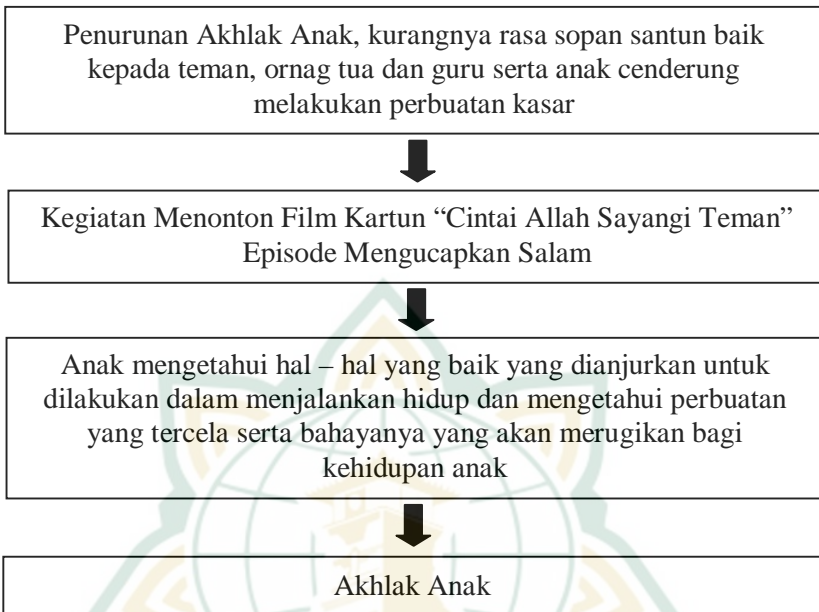 Penurunan Akhlak Anak, kurangnya rasa sopan santun baik
kepada teman, ornag tua dan guru serta anak cenderung
melakukan perbuatan kasar
Kegiatan Menonton Film Kartun “Cintai Allah Sayangi Teman”
Episode Mengucapkan Salam
Anak mengetahui hal – hal yang baik yang dianjurkan untuk
dilakukan dalam menjalankan hidup dan mengetahui perbuatan
yang tercela serta bahayanya yang akan merugikan bagi
kehidupan anak
Akhlak Anak